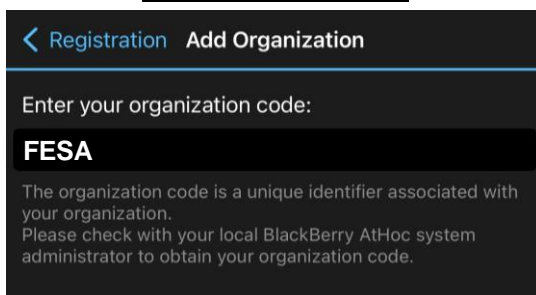 Registration Add Organization
Enter your organization code:
FESA
The organization code is a unique identifier associated with
your organization.
Please check with your local BlackBerry AtHoc system
administrator to obtain your organization code.